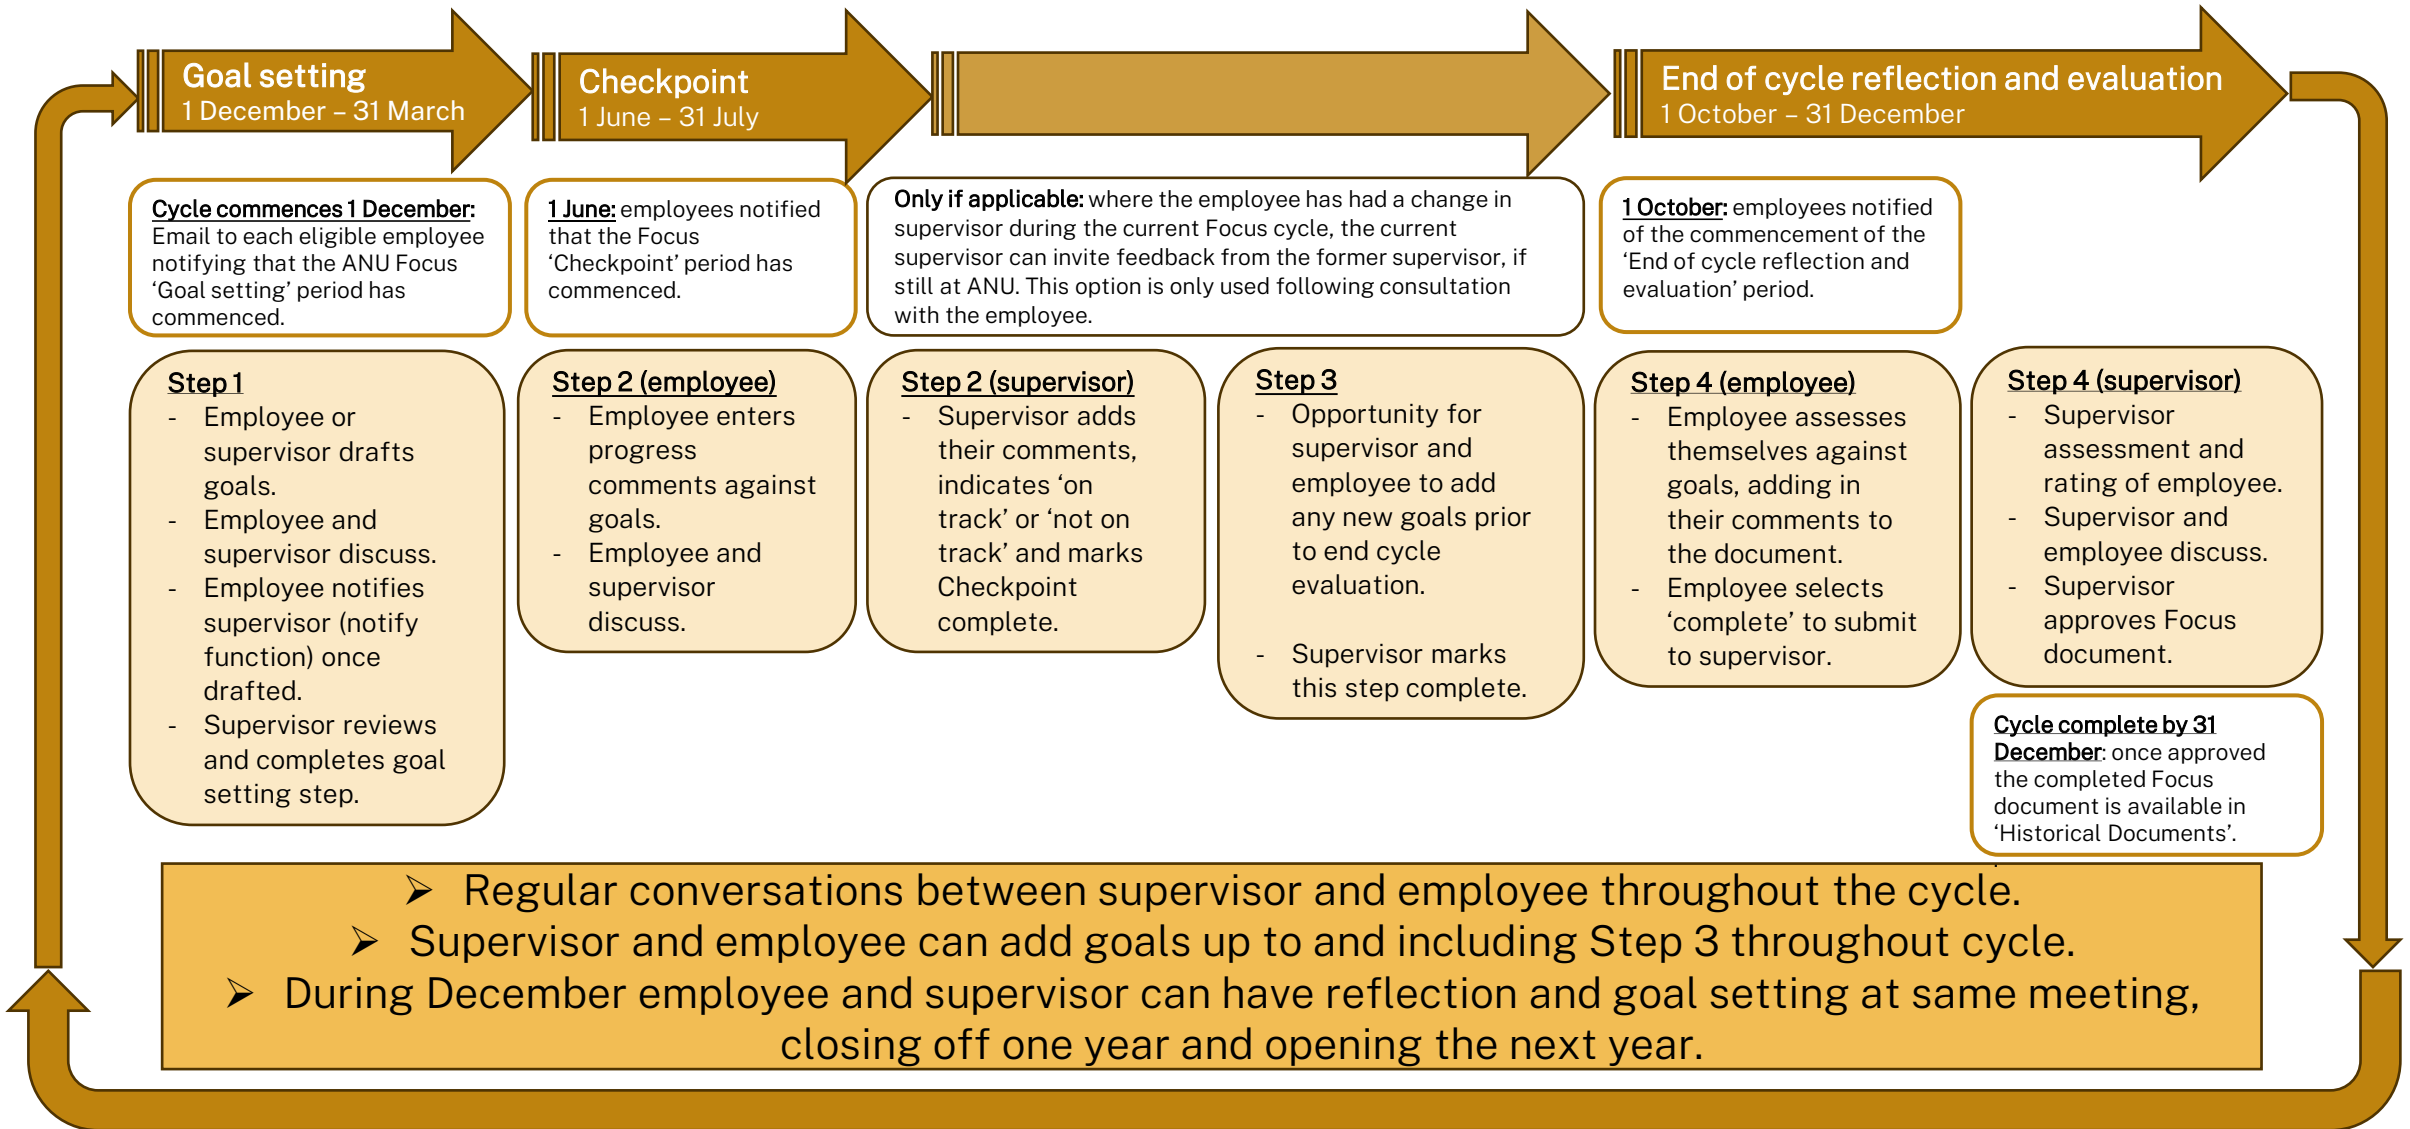 Goal setting
1 December – 31 March
Checkpoint
1 June – 31 July
End of cycle reflection and evaluation
1 October – 31 December
Cycle commences 1 December:
Email to each eligible employee
notifying that the ANU Focus
‘Goal setting’ period has
commenced.
1 June: employees notified
that the Focus
‘Checkpoint’ period has
commenced.
Only if applicable: where the employee has had a change in
supervisor during the current Focus cycle, the current
supervisor can invite feedback from the former supervisor, if
still at ANU. This option is only used following consultation
with the employee.
1 October: employees notified
of the commencement of the
‘End of cycle reflection and
evaluation’ period.
Step 1
- Employee or
supervisor drafts
goals.
- Employee and
supervisor discuss.
- Employee notifies
supervisor (notify
function) once
drafted.
- Supervisor reviews
and completes goal
setting step.
Step 2 (employee)
- Employee enters
progress
comments against
goals.
- Employee and
supervisor
discuss.
Step 2 (supervisor)
- Supervisor adds
their comments,
indicates ‘on
track’ or ‘not on
track’ and marks
Checkpoint
complete.
Step 3
- Opportunity for
supervisor and
employee to add
any new goals prior
to end cycle
evaluation.
- Supervisor marks
this step complete.
Step 4 (employee)
- Employee assesses
themselves against
goals, adding in
their comments to
the document.
- Employee selects
‘complete’ to submit
to supervisor.
Step 4 (supervisor)
- Supervisor
assessment and
rating of employee.
- Supervisor and
employee discuss.
- Supervisor
approves Focus
document.
Cycle complete by 31
December: once approved
the completed Focus
document is available in
‘Historical Documents’.
➢ Regular conversations between supervisor and employee throughout the cycle.
➢ Supervisor and employee can add goals up to and including Step 3 throughout cycle.
➢ During December employee and supervisor can have reflection and goal setting at same meeting,
closing off one year and opening the next year.